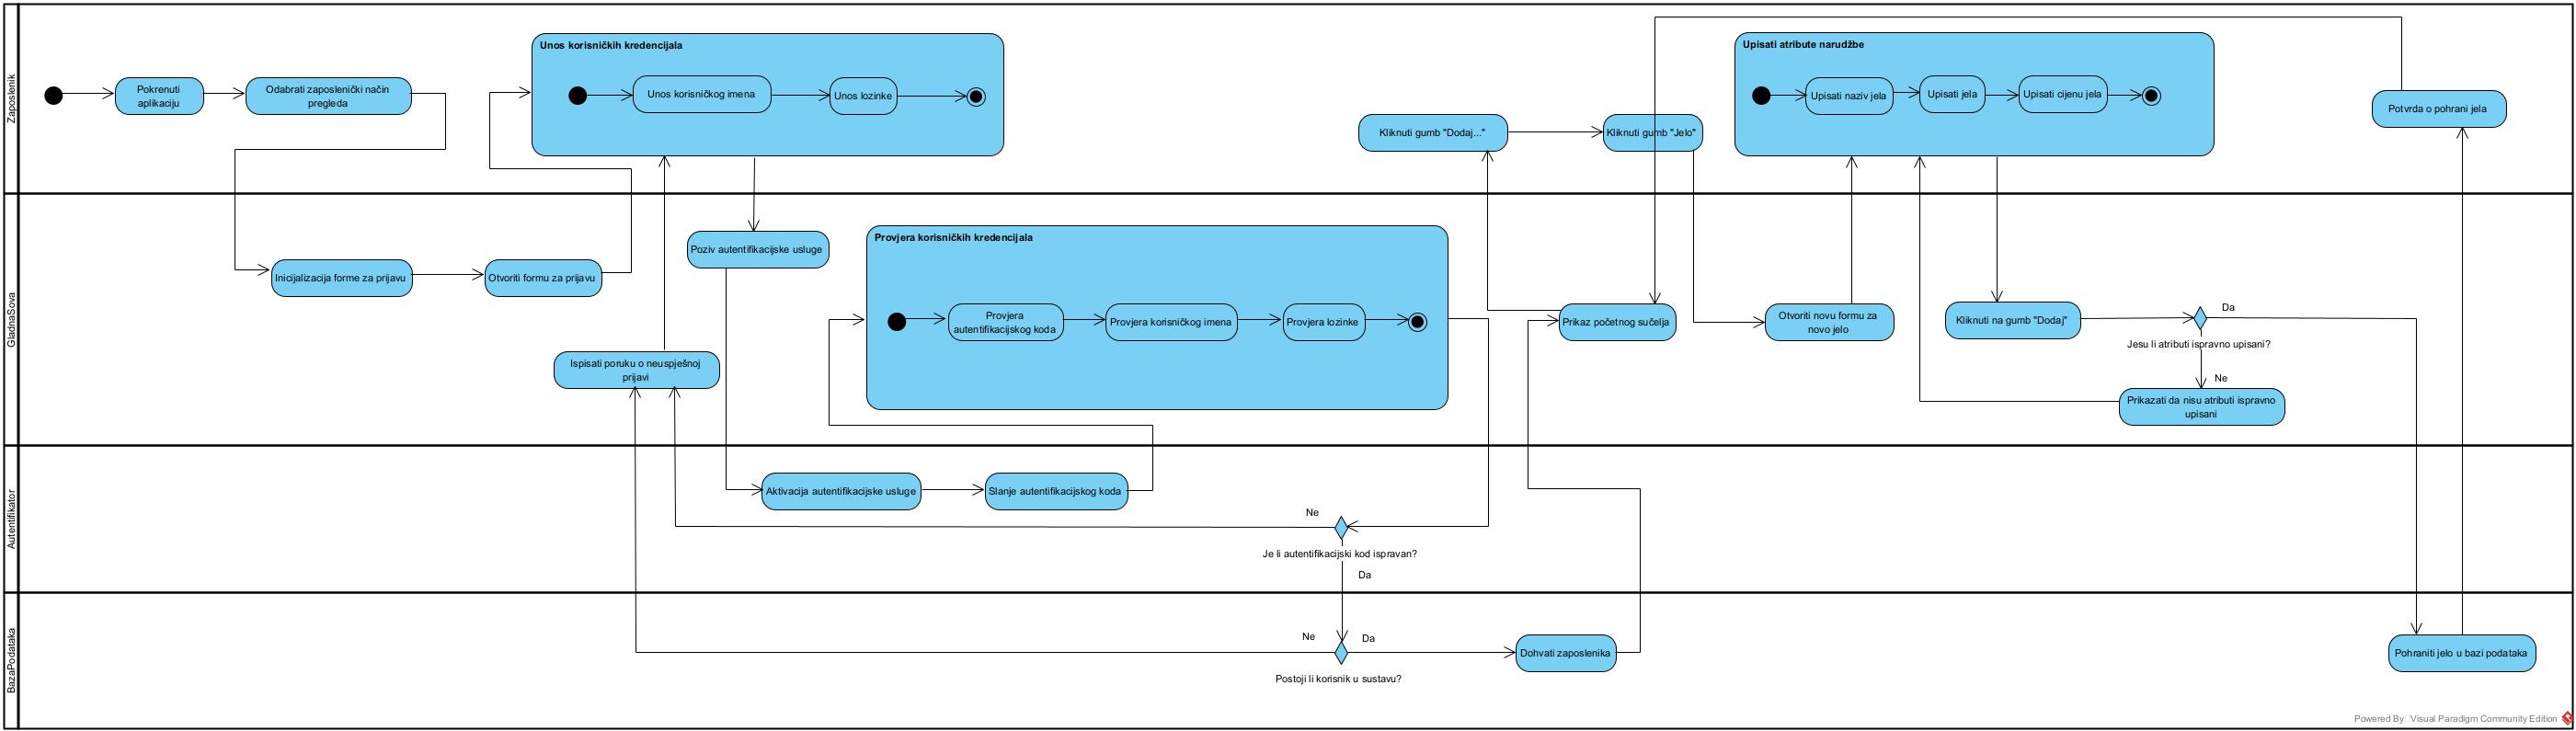 Zaposlenik
Pokrenuti
aplikaciju
Odabrati zaposlenički način
pregleda
Unos korisničkih kredencijala
Unos korisničkog imena
Unos lozinke
Kliknuti gumb "Dodaj..."
Kliknuti gumb "Jelo"
Upisati atribute narudžbe
Upisati naziv jela
Upisati jela
Upisati cijenu jela
Potvrda o pohrani jela
GladnaSova
Inicijalizacija forme za prijavu
Otvoriti formu za prijavu
Poziv autentifikacijske usluge
Ispisati poruku o neuspješnoj
prijavi
Provjera korisničkih kredencijala
Provjera
autentifikacijskog koda
Provjera korisničkog imena
Provjera lozinke
Prikaz početnog sučelja
Otvoriti novu formu za
novo jelo
Kliknuti na gumb "Dodaj"
Da
Jesu li atributi ispravno upisani?
Ne
Prikazati da nisu atributi ispravno
upisani
Autentifikator
Aktivacija autentifikacijske usluge
Slanje autentifikacijskog koda
Ne
Je li autentifikacijski kod ispravan?
Da
BazaPodataka
Ne
Da
Postoji li korisnik u sustavu?
Dohvati zaposlenika
Pohraniti jelo u bazi podataka
Powered By: Visual Paradigm Community Edition